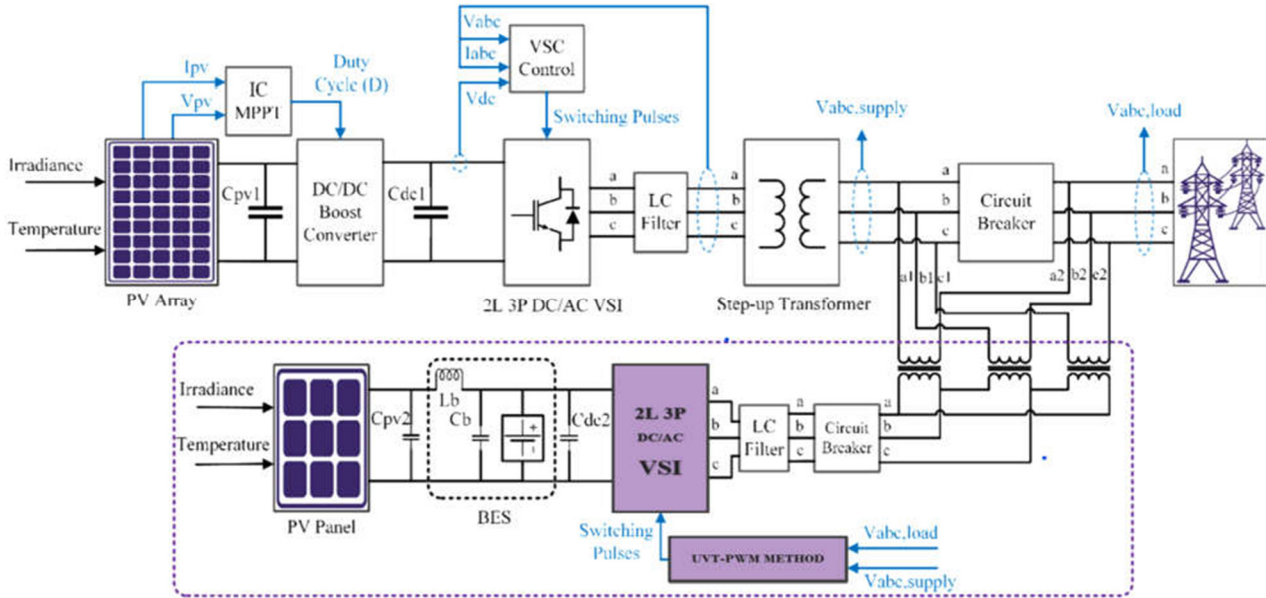 Vabc
Iabc
Vdc
VSC
Control
Ipv
Vpv
IC
MPPT
Duty
Cycle (D)
Switching Pulses
Vabc,supply
Vabc,load
Irradiance
Temperature
Cpv1
DC/DC
Boost
Converter
Cdc1
a
b
c
LC
Filter
a
b
c
a
b
c
Circuit
Breaker
a
b
c
PV Array
2L 3P DC/AC VSI
Step-up Transformer
a1
b1
c1
a2
b2
c2
Irradiance
Temperature
Cpv2
Lb
Cb
+
-
Cdc2
2L 3P
DC/AC
VSI
a
b
c
LC
Filter
a
b
c
Circuit
Breaker
a
b
c
PV Panel
BES
Switching
Pulses
UVT-PWM METHOD
Vabc,load
Vabc,supply